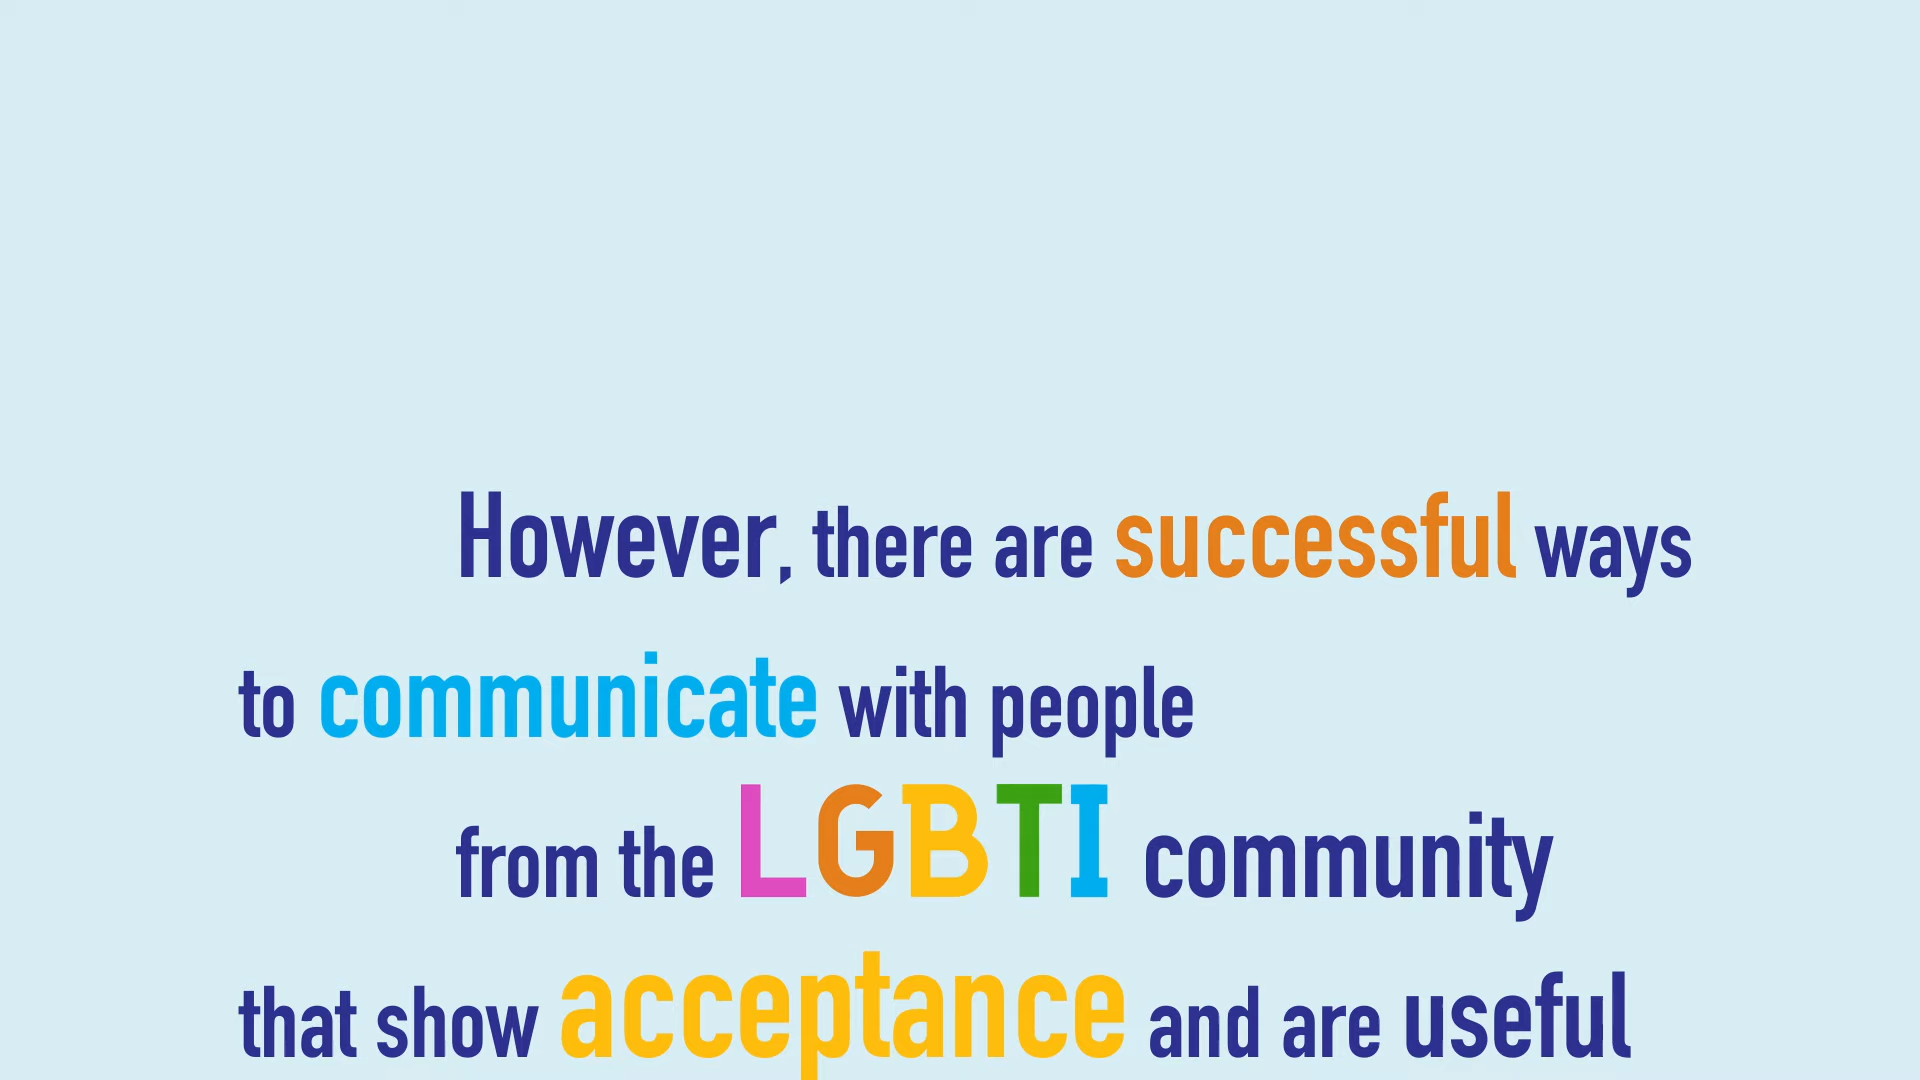 However, there are successful ways
to communicate with people
from the LGBTI community
that show acceptance and are useful